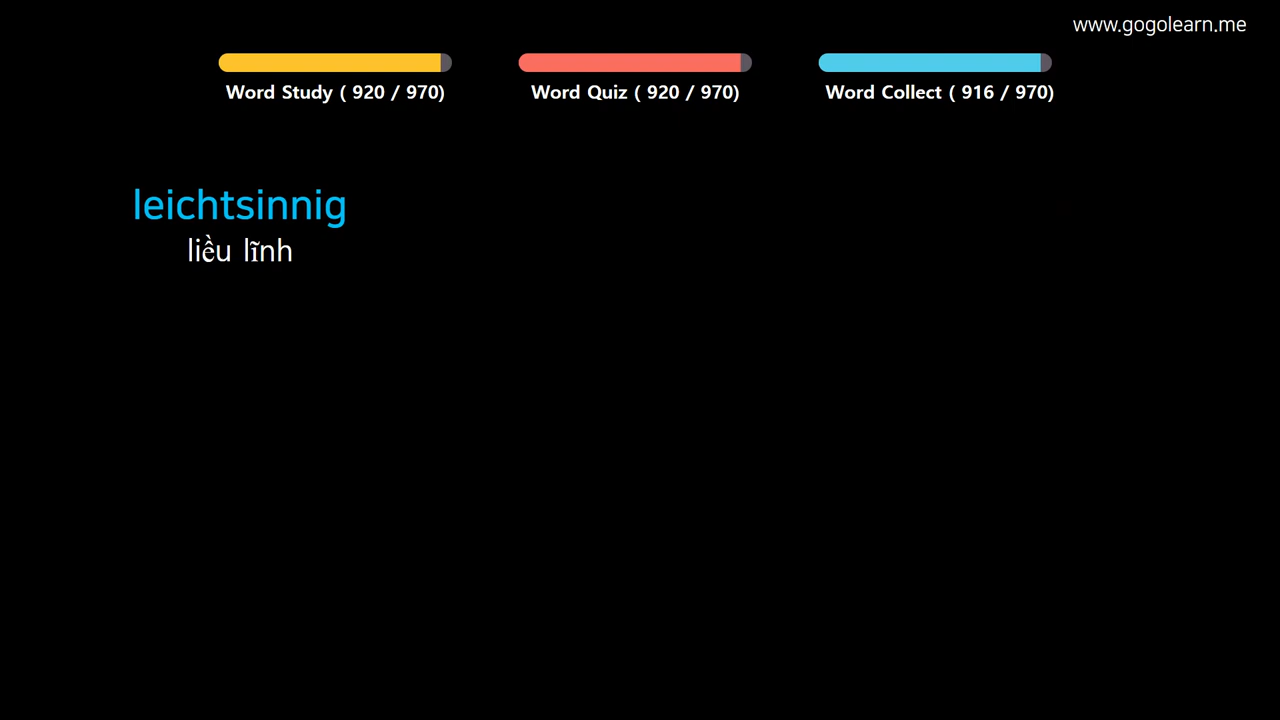 www.gogolearn.me
Word Study ( 920 / 970)
Word Quiz ( 920 / 970)
Word Collect ( 916 / 970)
leichtsinnig
liều lĩnh